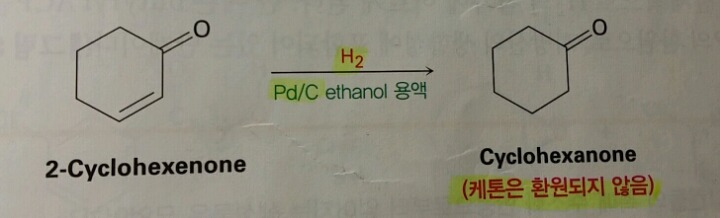 O
O
H₂
Pd/C ethanol 용액
2-Cyclohexenone
Cyclohexanone
(케톤은 환원되지 않음)